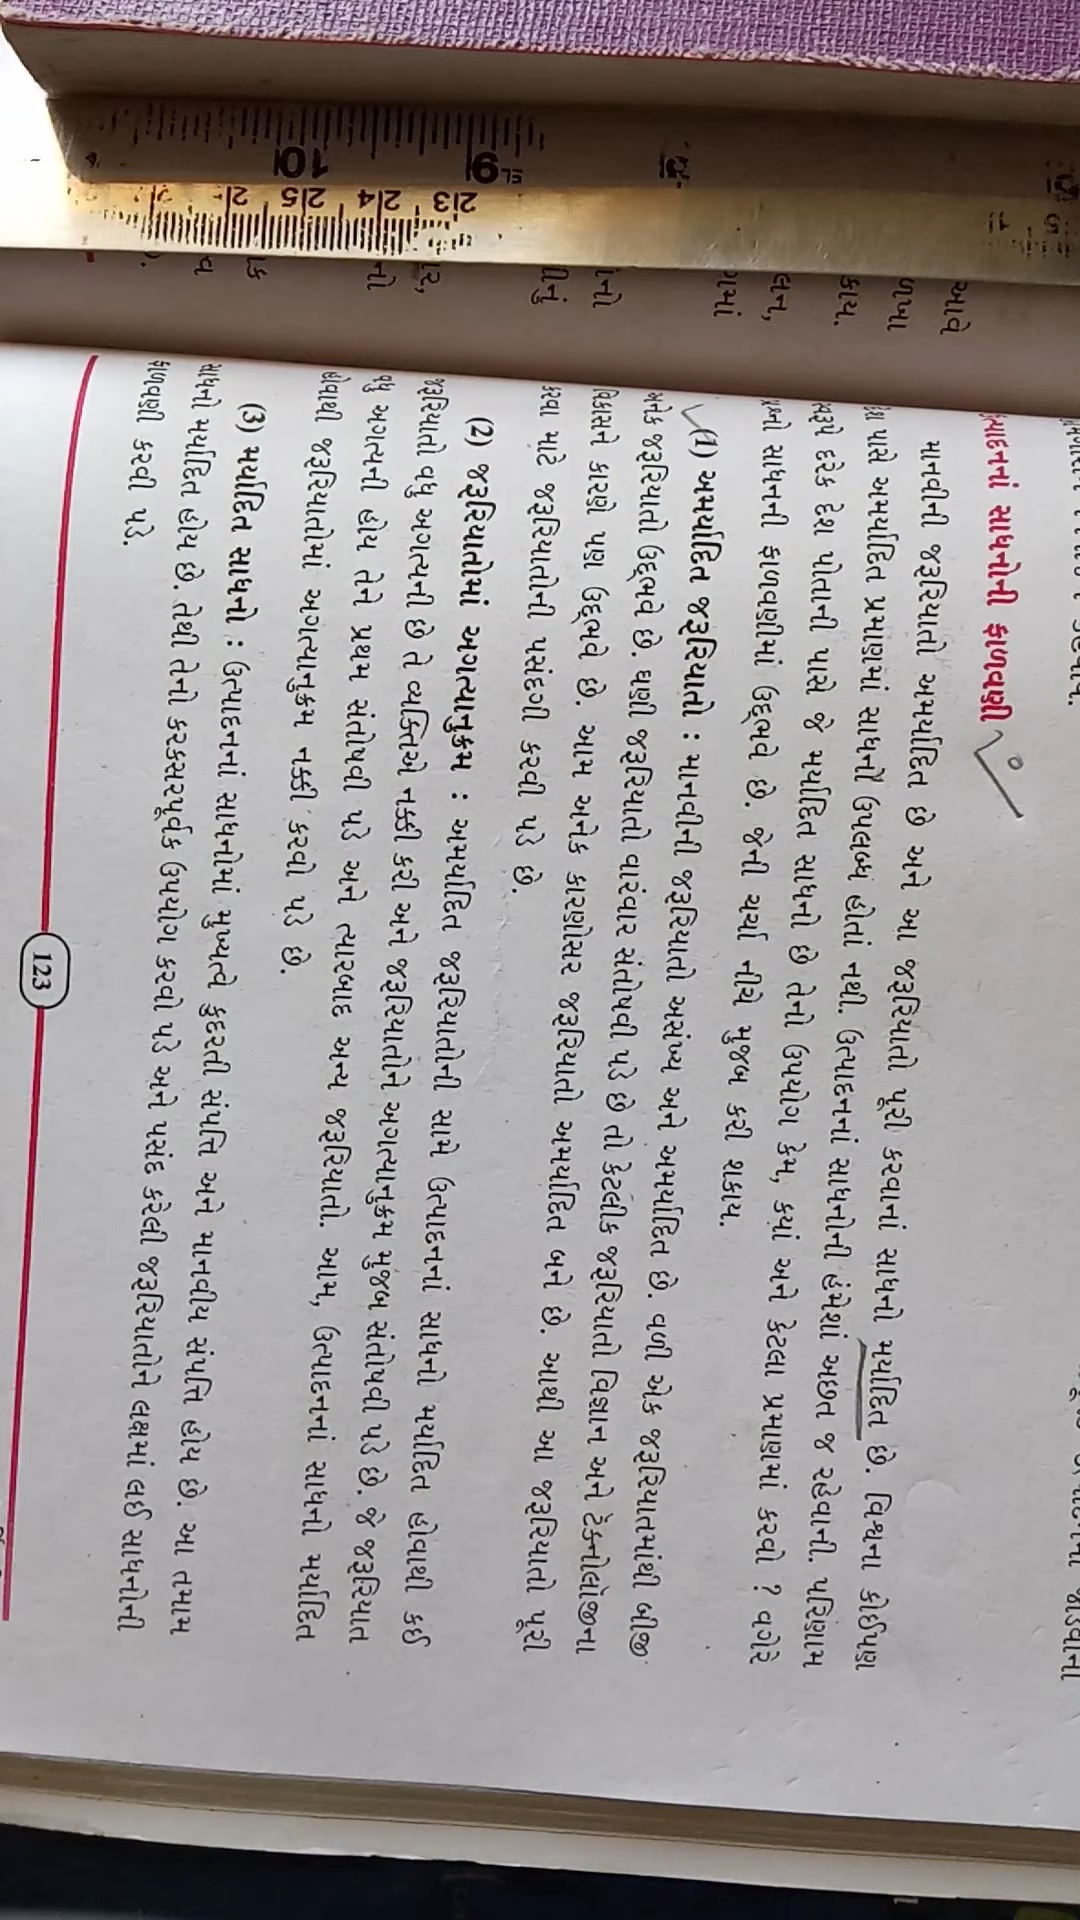 ઉત્પાદનનાં સાધનોની ફાળવણી
માનવીની જરૂરિયાતો અમર્યાદિત છે અને આ જરૂરિયાતો પૂરી કરવાનાં સાધનો મર્યાદિત છે. વિશ્વના કોઈપણ
પાસે અમર્યાદિત પ્રમાણમાં સાધનો ઉપલબ્ધ હોતાં નથી. ઉત્પાદનનાં સાધનોની હંમેશાં અછત જ રહેવાની. પરિણામ
દરેક દેશ પોતાની પાસે જે મર્યાદિત સાધનો છે તેનો ઉપયોગ કેમ, ક્યાં અને કેટલા પ્રમાણમાં કરવો ? વગેરે
સાધનની ફાળવણીમાં ઉદ્ભવે છે. જેની ચર્ચા નીચે મુજબ કરી શકાય.
(1) અમર્યાદિત જરૂરિયાતો : માનવીની જરૂરિયાતો અસંખ્ય અને અમર્યાદિત છે. વળી એક જરૂરિયાતમાંથી બીજી
અનેક જરૂરિયાતો ઉદ્ભવે છે. ઘણી જરૂરિયાતો વારંવાર સંતોષવી પડે છે તો કેટલીક જરૂરિયાતો વિજ્ઞાન અને ટેક્નોલોજીના
વિકાસને કારણે પણ ઉદ્ભવે છે. આમ અનેક કારણોસર જરૂરિયાતો અમર્યાદિત બને છે. આથી આ જરૂરિયાતો પૂરી
કરવા માટે જરૂરિયાતોની પસંદગી કરવી પડે છે.
(2) જરૂરિયાતોમાં અગત્યાનુક્રમ : અમર્યાદિત જરૂરિયાતોની સામે ઉત્પાદનનાં સાધનો મર્યાદિત હોવાથી કઈ
જરૂરિયાતો વધુ અગત્યની છે તે વ્યક્તિએ નક્કી કરી અને જરૂરિયાતોને અગત્યાનુક્રમ મુજબ સંતોષવી પડે છે. જે જરૂરિયાત
વધુ અગત્યની હોય તેને પ્રથમ સંતોષવી પડે અને ત્યારબાદ અન્ય જરૂરિયાતો. આમ, ઉત્પાદનનાં સાધનો મર્યાદિત
હોવાથી જરૂરિયાતોમાં અગત્યાનુક્રમ નક્કી કરવો પડે છે.
(3) મર્યાદિત સાધનો : ઉત્પાદનનાં સાધનોમાં મુખ્યત્વે કુદરતી સંપત્તિ અને માનવીય સંપત્તિ હોય છે. આ તમામ
સાધનો મર્યાદિત હોય છે. તેથી તેનો કરકસરપૂર્વક ઉપયોગ કરવો પડે અને પસંદ કરેલી જરૂરિયાતોને લક્ષમાં લઈ સાધનોની
ફાળવણી કરવી પડે.
123
આવે
કાય.
નું
9
10
23
24
25